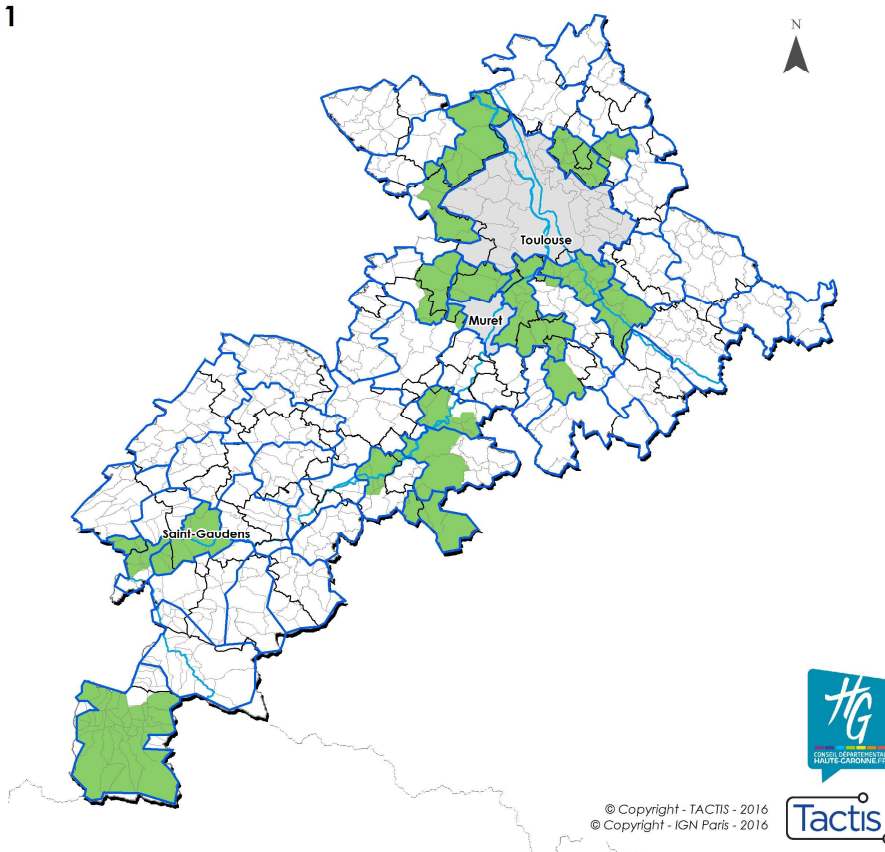 1
N
Toulouse
Muret
Saint-Gaudens
HG
CONSEIL DÉPARTEMENTAL
HAUTE-GARONNE.FR
© Copyright - TACTIS - 2016
© Copyright - IGN Paris - 2016
Tactis